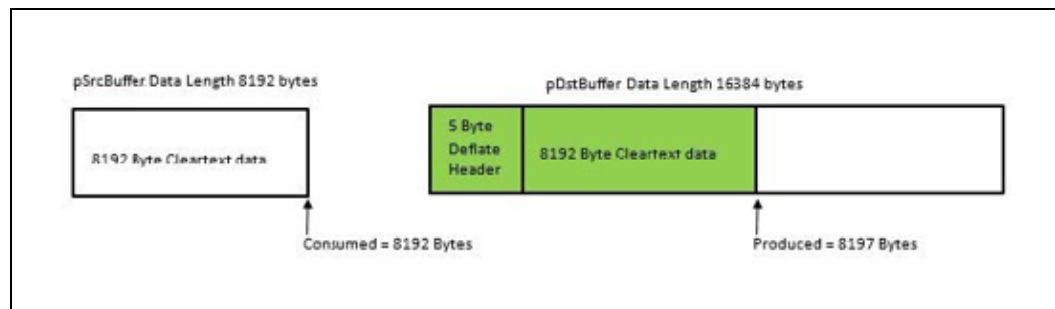 pSrcBuffer Data Length 8192 bytes
8192 Byte Cleartext data
Consumed = 8192 Bytes
pDstBuffer Data Length 16384 bytes
5 Byte
Deflate
Header
8192 Byte Cleartext data
Produced = 8197 Bytes